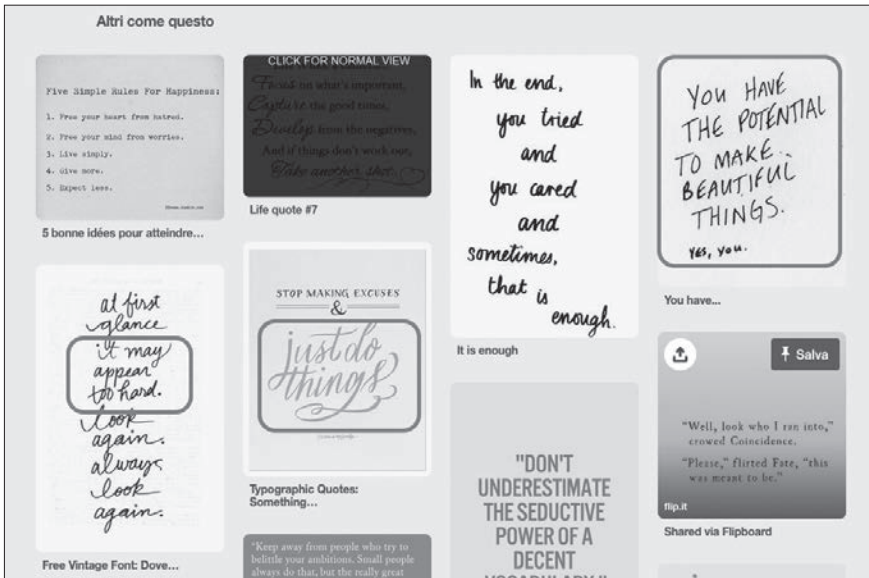 Altri come questo
Five Simple Rules For Happiness:
1. Free your heart from hatred.
2. Free your mind from worries.
3. Live simply.
4. Give more.
5. Expect less.
5 bonne idées pour atteindre...
at first
glance
it may
appear
too hard.
look
again.
always
look
again.
Free Vintage Font: Dove...
CLICK FOR NORMAL VIEW
Focus on what's important,
Capture the good times,
Develop from the negatives,
And if things don't work out,
Take another shot.
Life quote #7
STOP MAKING EXCUSES
&
just do
things
Typographic Quotes:
Something...
"Keep away from people who try to
belittle your ambitions. Small people
always do that, but the really great
In the end,
you tried
and
you cared
and
sometimes,
that is
enough.
It is enough
"DON'T
UNDERESTIMATE
THE SEDUCTIVE
POWER OF A
DECENT
VOCABULARY."
YOU HAVE
THE POTENTIAL
TO MAKE
BEAUTIFUL
THINGS.
YES, YOU.
You have...
Salva
"Well, look who I ran into,"
crowed Coincidence.
"Please," flirted Fate, "this
was meant to be."
flip.it
Shared via Flipboard